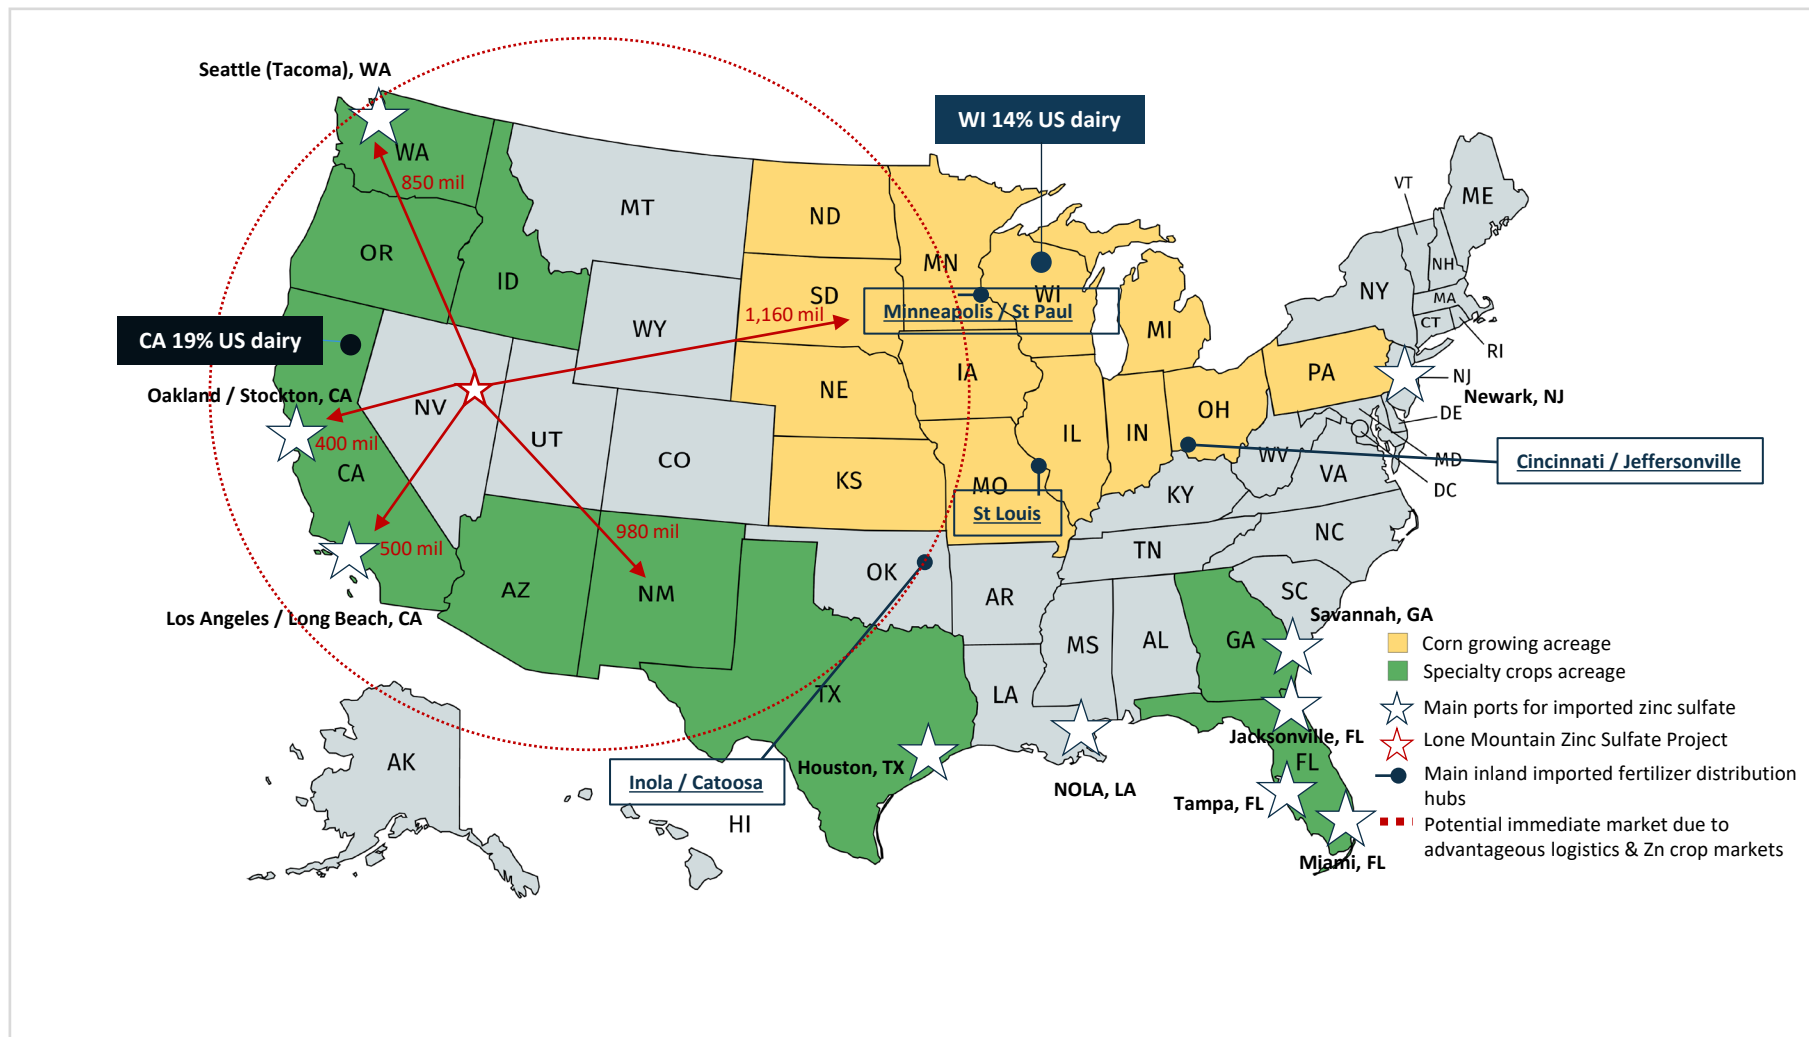 Seattle (Tacoma), WA
WI 14% US dairy
WA
850 mil
MT
ND
MN
VT
ME
OR
ID
SD
WI
NH
NY
MA
CT
RI
WY
1,160 mil
Minneapolis / St Paul
MI
CA 19% US dairy
NE
IA
PA
NJ
Newark, NJ
Oakland / Stockton, CA
NV
OH
DE
400 mil
UT
IL
IN
CA
CO
KS
MO
WV
MD
Cincinnati / Jeffersonville
VA
DC
KY
St Louis
500 mil
980 mil
NC
TN
AZ
NM
OK
AR
SC
Los Angeles / Long Beach, CA
Savannah, GA
MS
AL
GA
Corn growing acreage
Specialty crops acreage
TX
LA
Main ports for imported zinc sulfate
Jacksonville, FL
Lone Mountain Zinc Sulfate Project
AK
Houston, TX
FL
Main inland imported fertilizer distribution
hubs
Inola / Catoosa
NOLA, LA
Tampa, FL
HI
Potential immediate market due to
advantageous logistics & Zn crop markets
Miami, FL